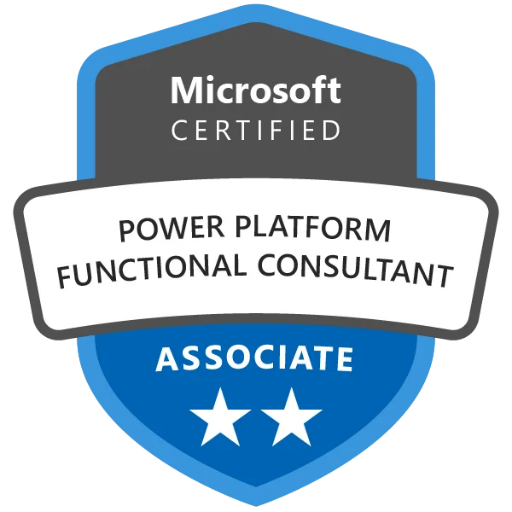 Microsoft
CERTIFIED
POWER PLATFORM
FUNCTIONAL CONSULTANT
ASSOCIATE